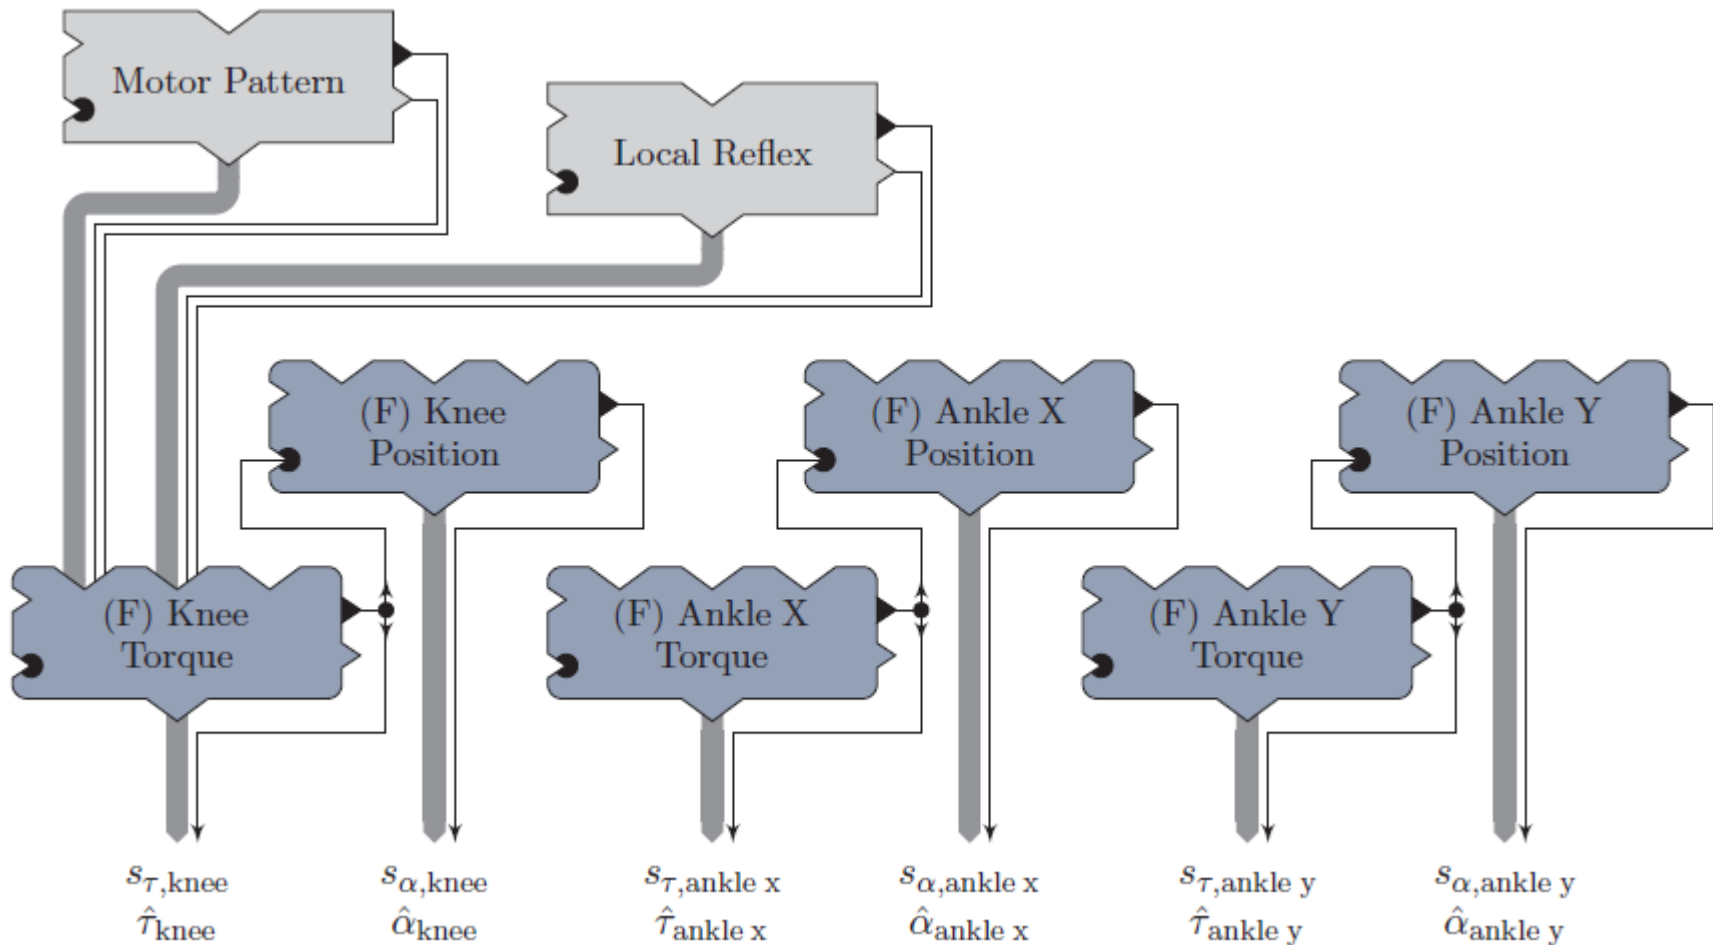 Motor Pattern
Local Reflex
(F) Knee
Position
(F) Ankle X
Position
(F) Ankle Y
Position
(F) Knee
Torque
(F) Ankle X
Torque
(F) Ankle Y
Torque
s_{τ,knee}
τ̂_{knee}
s_{α,knee}
α̂_{knee}
s_{τ,ankle x}
τ̂_{ankle x}
s_{α,ankle x}
α̂_{ankle x}
s_{τ,ankle y}
τ̂_{ankle y}
s_{α,ankle y}
α̂_{ankle y}